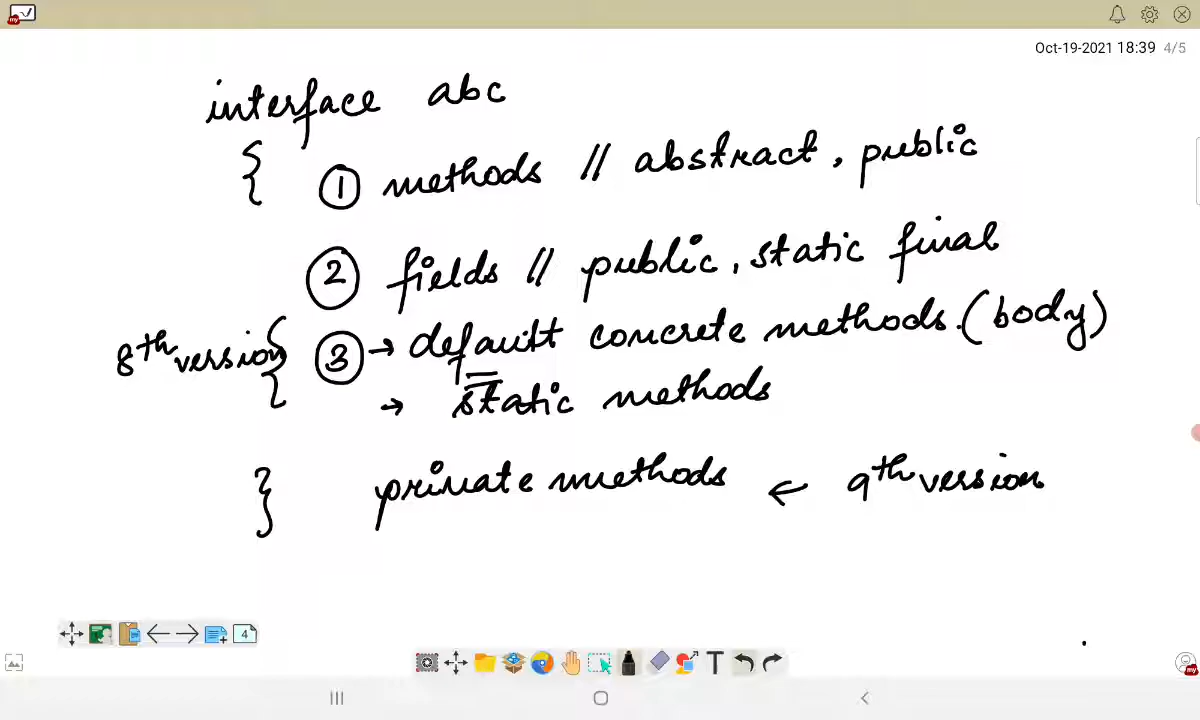 Oct-19-2021 18:39 4/5
interface abc
{ ① methods // abstract, public
② fields // public, static final
8th version { ③ → default concrete methods. (body)
→ static methods
} private methods ← 9th version
4
T